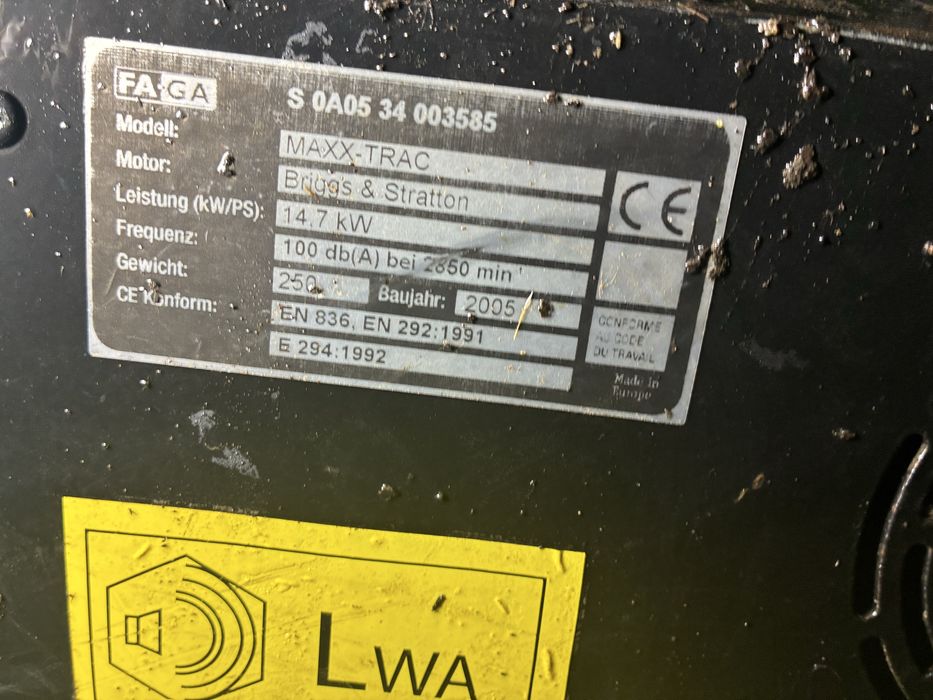 FA·GA
S 0A05 34 003585
Modell: MAXX-TRAC
Motor: Briggs & Stratton
Leistung (kW/PS): 14.7 kW
Frequenz: 100 db(A) bei 2850 min
Gewicht: 250 Baujahr: 2005
CE Konform: EN 836, EN 292:1991
E 294:1992
CE
CONFORME
AU CODE
DU TRAVAIL
Made in
Europe
LWA